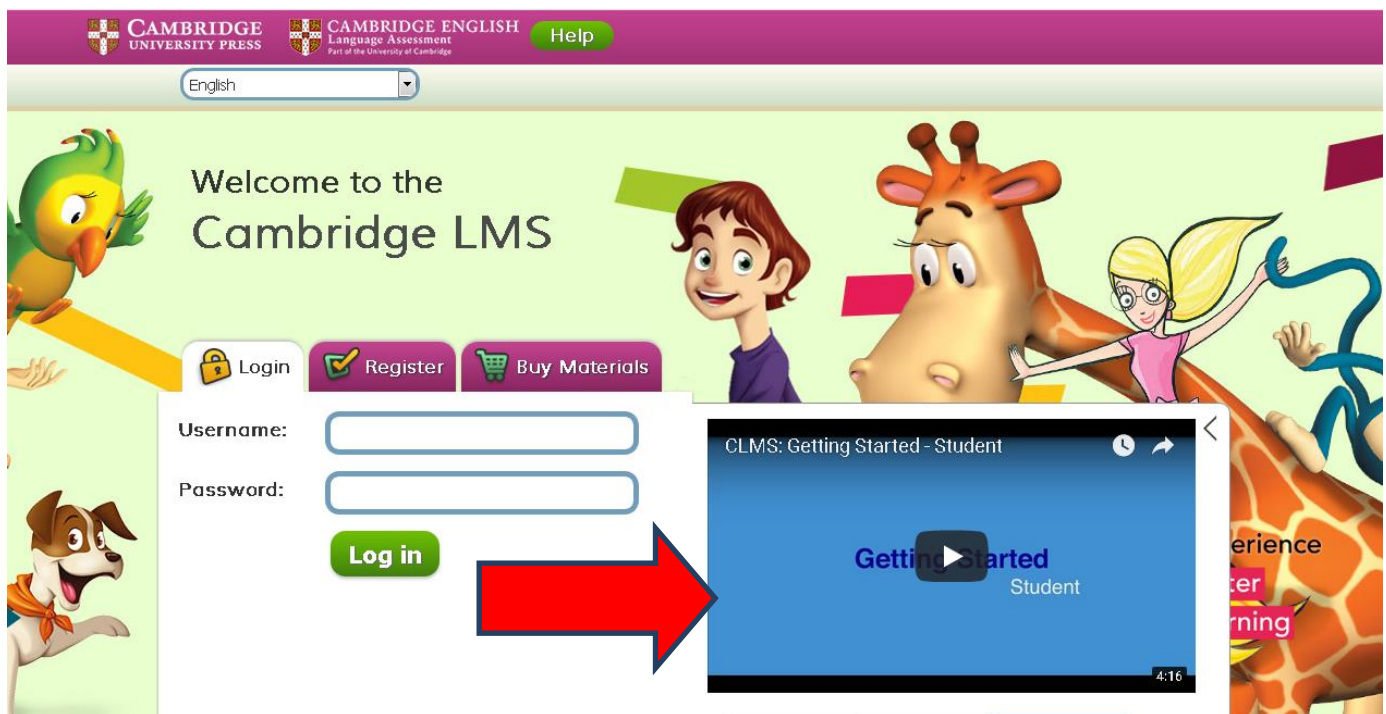 CAMBRIDGE
UNIVERSITY PRESS
CAMBRIDGE ENGLISH
Language Assessment
Part of the University of Cambridge
Help
English
Welcome to the
Cambridge LMS
Login
Register
Buy Materials
Username:
Password:
Log in
CLMS: Getting Started - Student
Getting Started
Student
4:16
erience
ter
rning